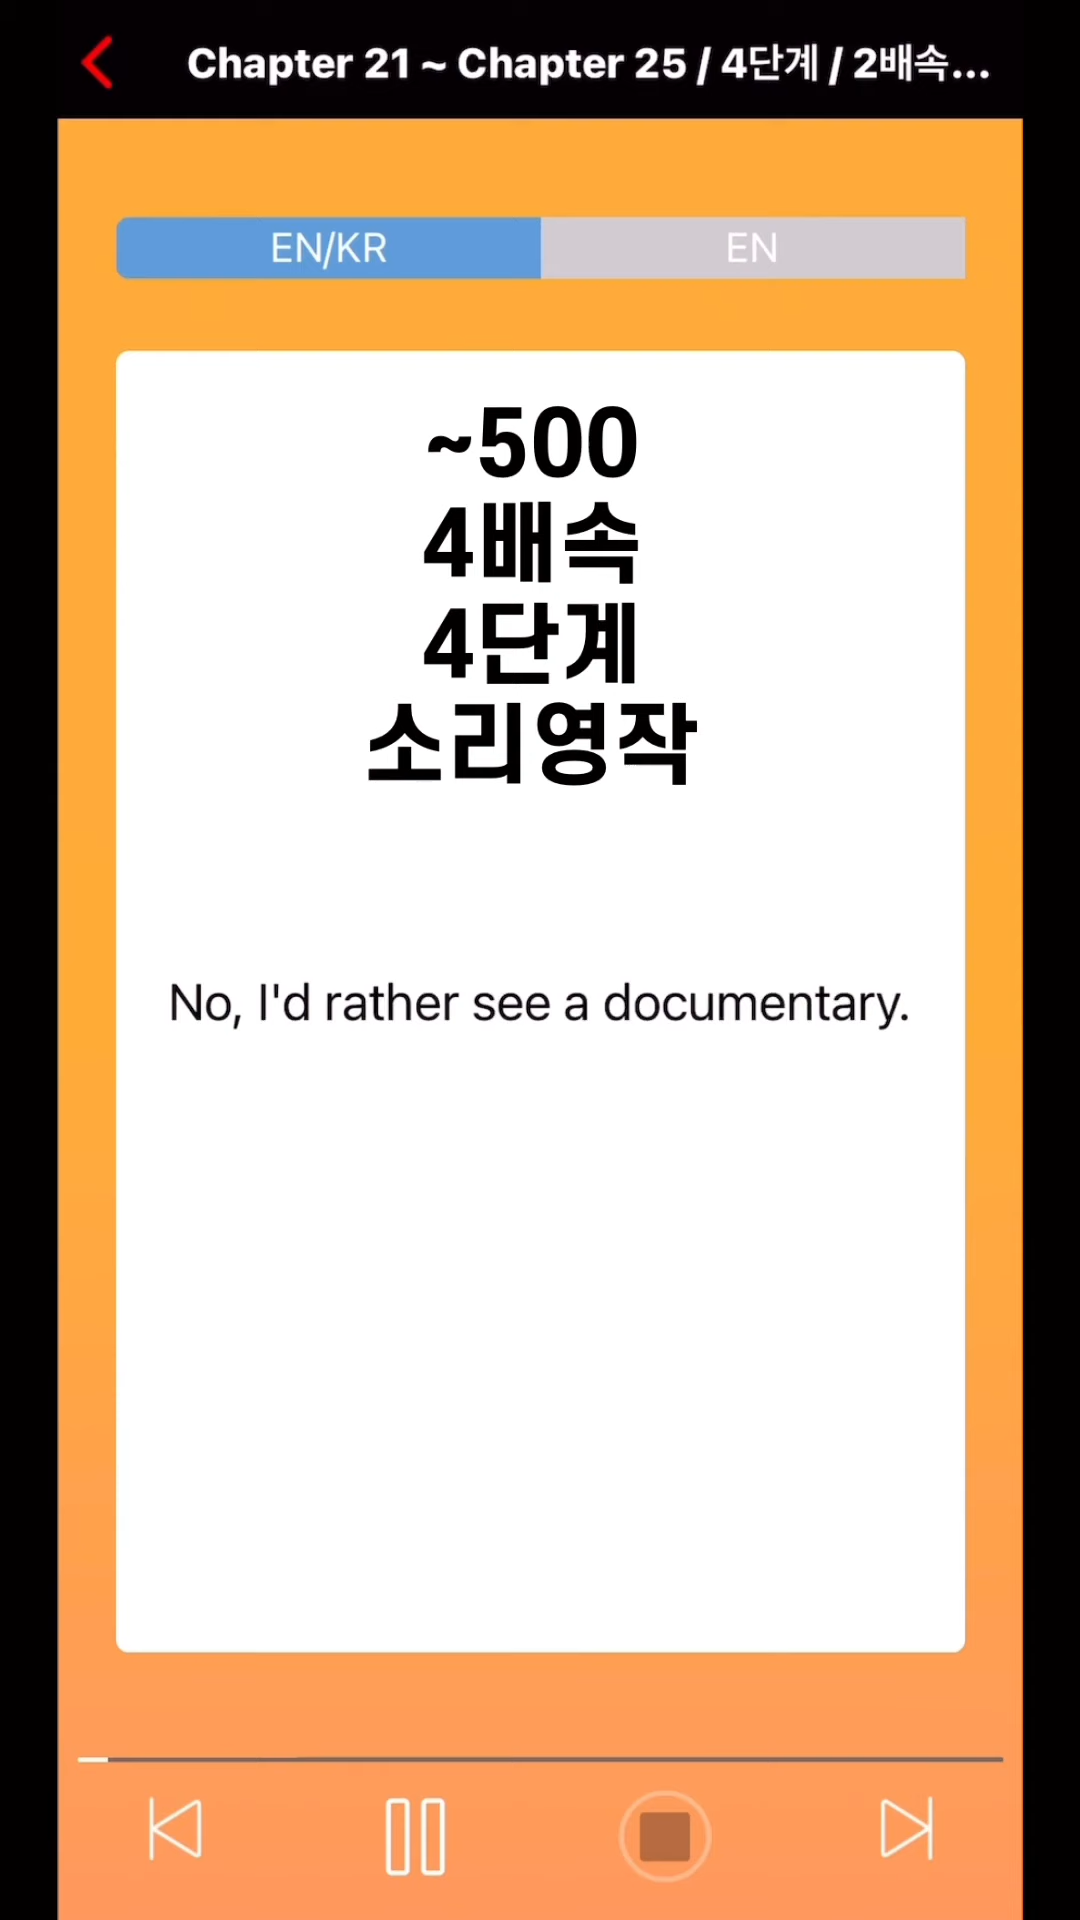 Chapter 21 ~ Chapter 25 / 4단계 / 2배속...
EN/KR
EN
~500
4배속
4단계
소리영작
No, I'd rather see a documentary.